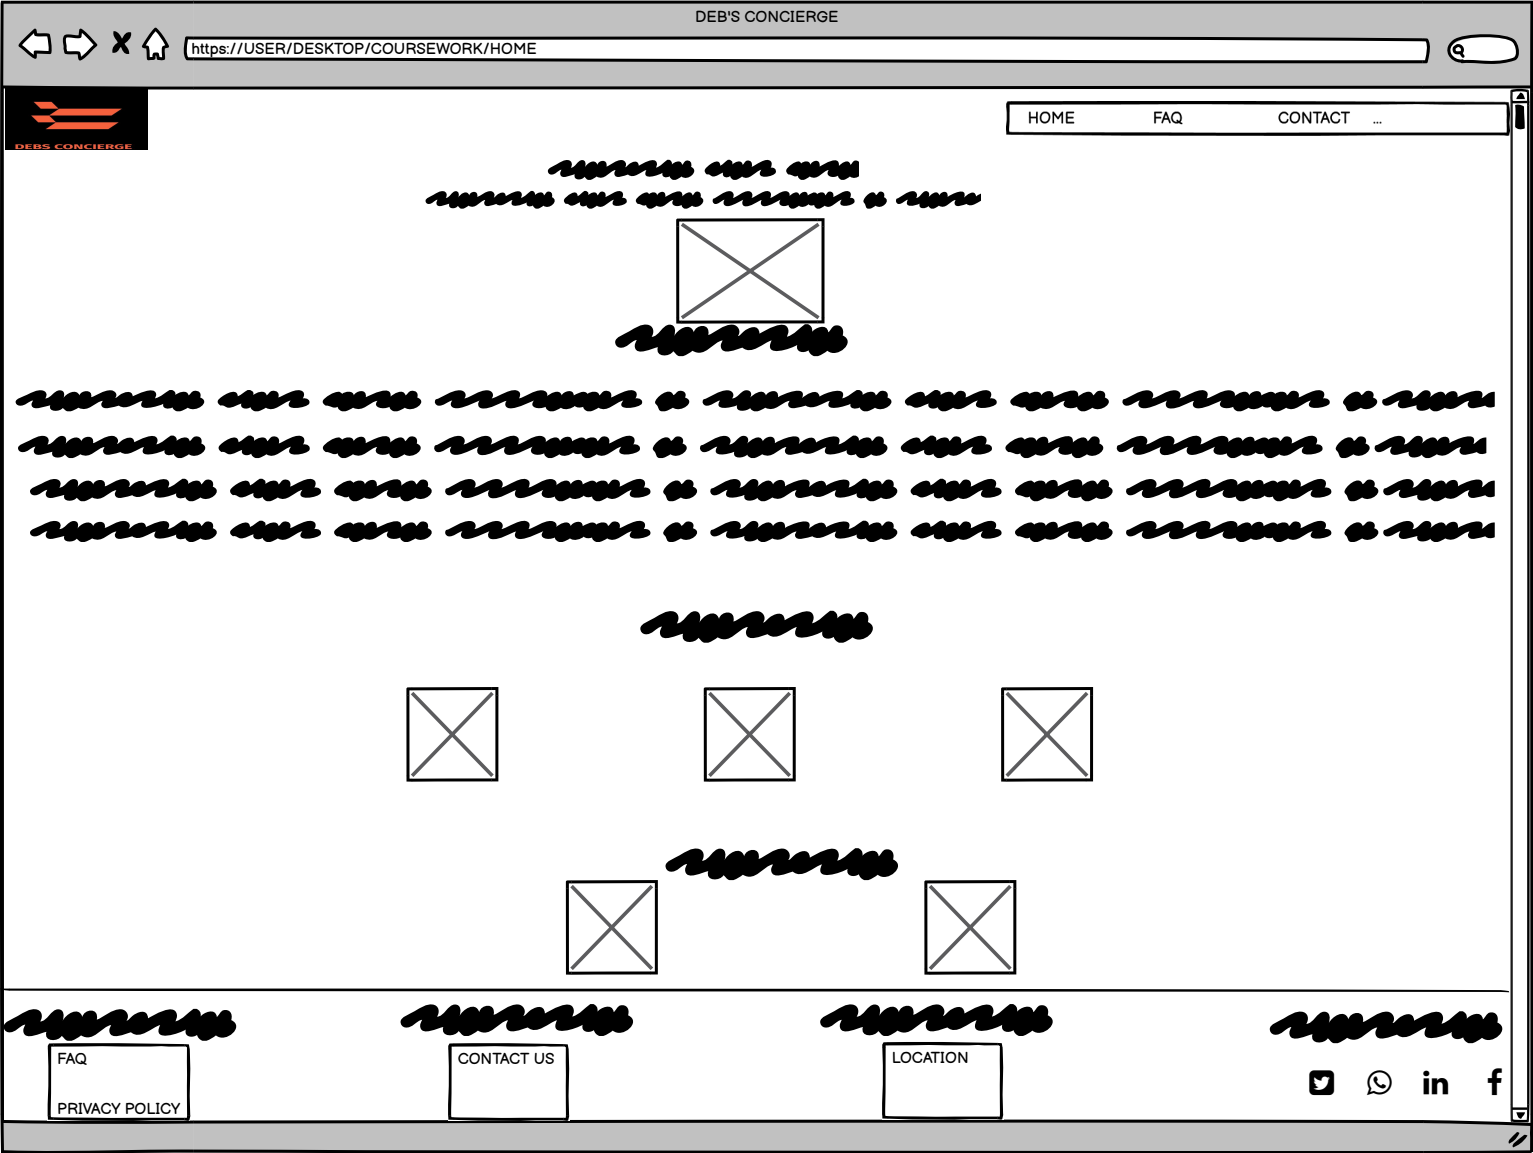 DEB'S CONCIERGE
https://USER/DESKTOP/COURSEWORK/HOME
DEBS CONCIERGE
HOME FAQ CONTACT ...
FAQ
PRIVACY POLICY
CONTACT US
LOCATION